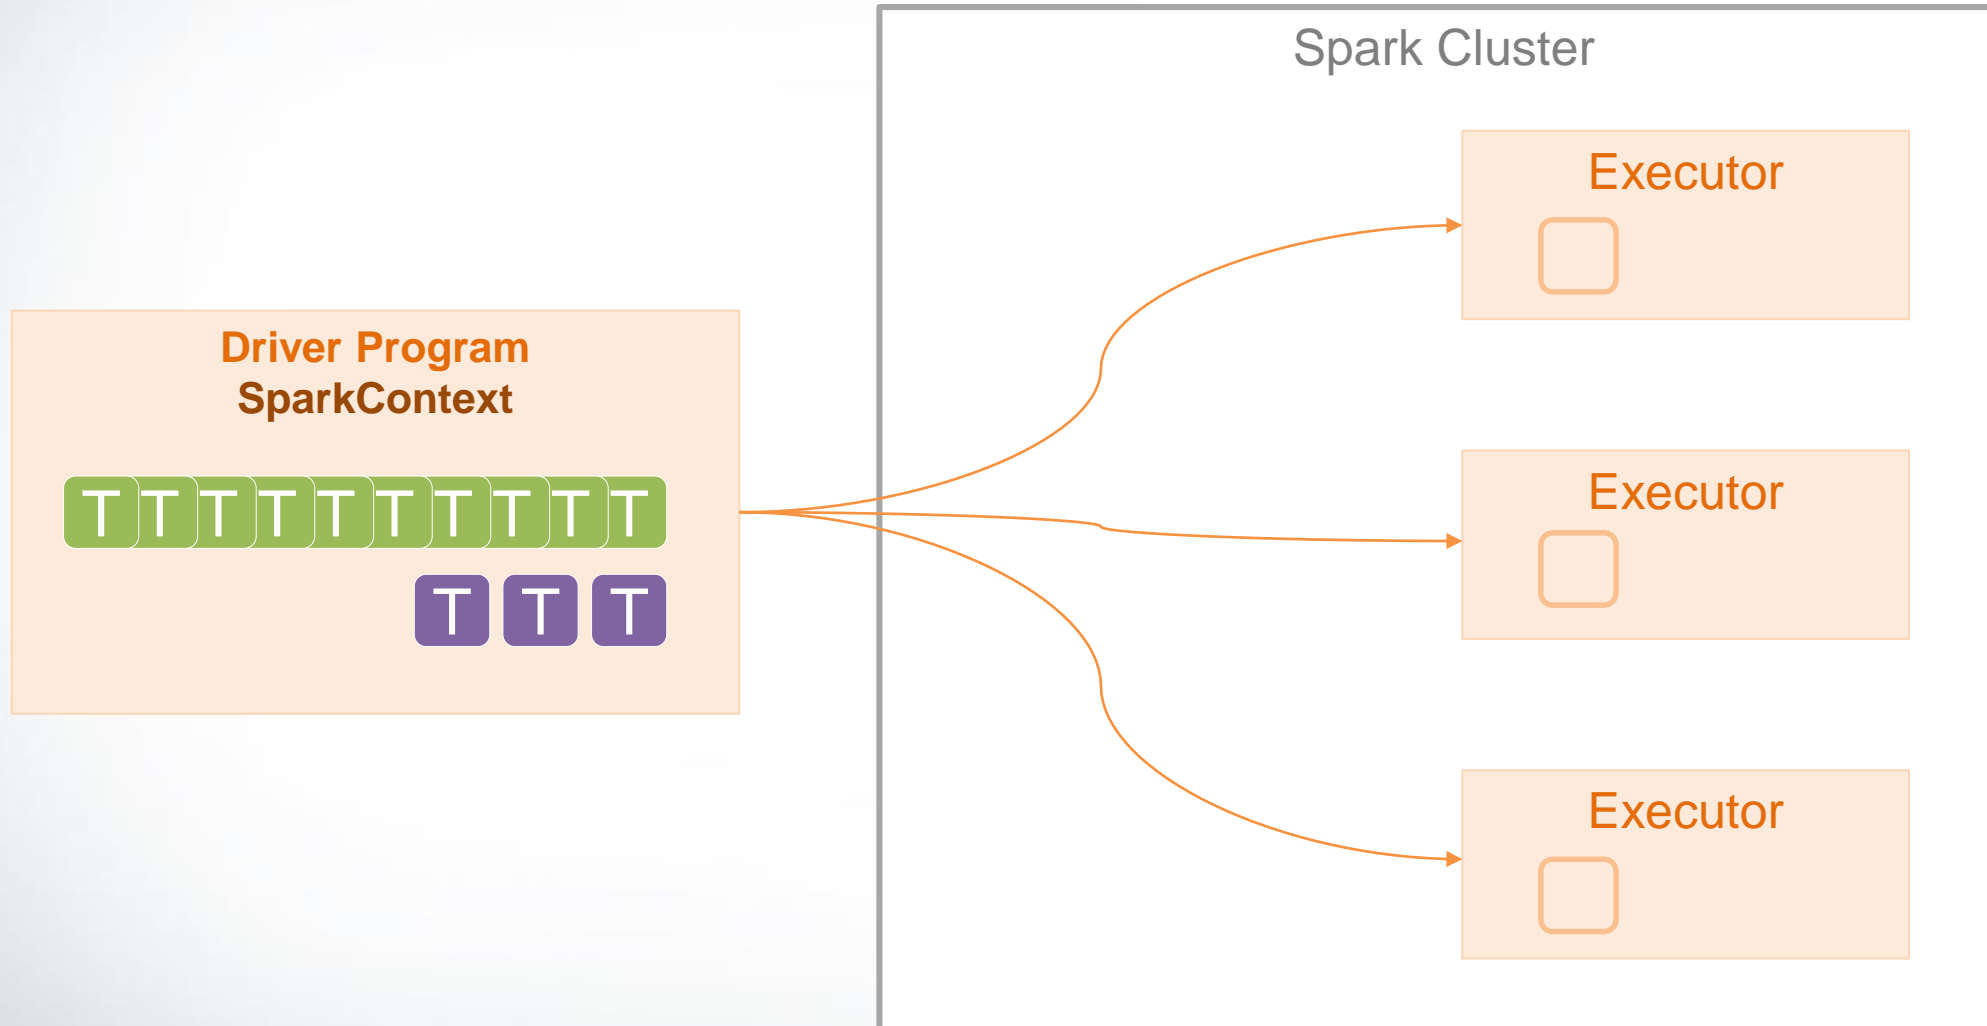 Spark Cluster
Driver Program
SparkContext
T T T T T T T T T T
T T T
Executor
Executor
Executor